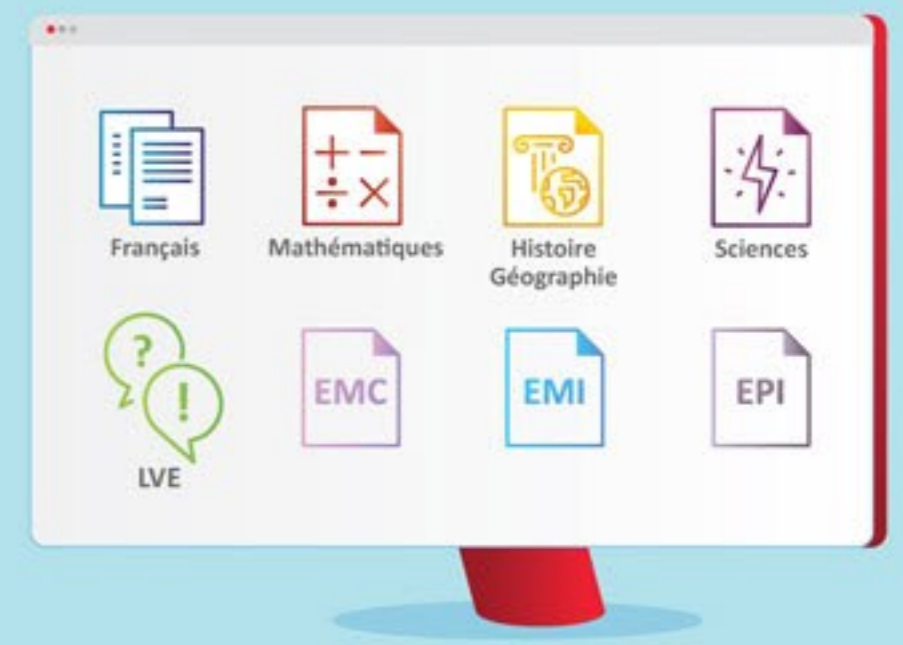 Français
Mathématiques
Histoire
Géographie
Sciences
?
!
LVE
EMC
EMI
EPI